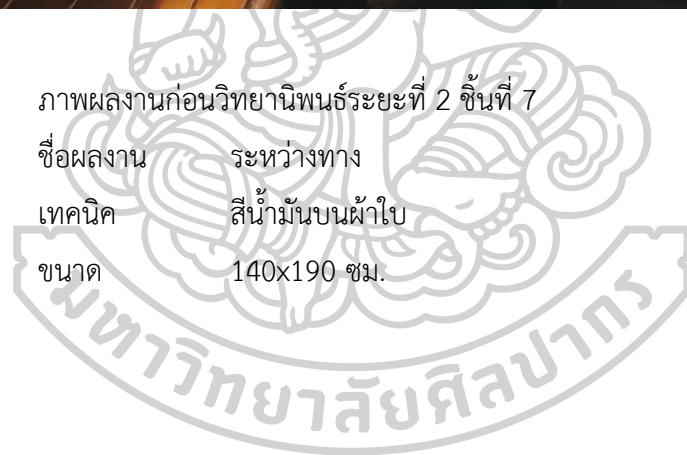 ภาพผลงานก่อนวิทยานิพนธ์ระยะที่ 2 ชิ้นที่ 7
ชื่อผลงาน ระหว่างทาง
เทคนิค สีน้ำมันบนผ้าใบ
ขนาด 140x190 ซม.
มหาวิทยาลัยศิลปากร